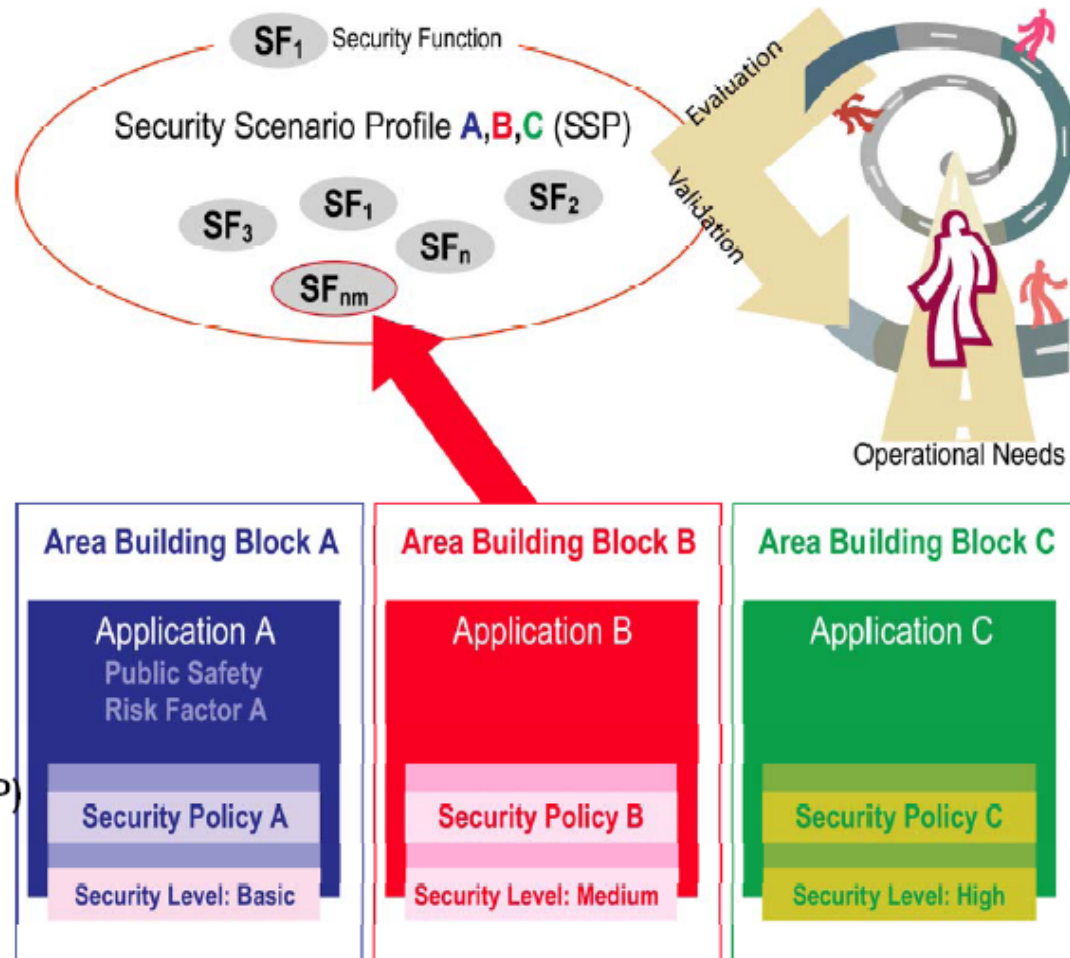 SF1 Security Function
Security Scenario Profile A,B,C (SSP)
SF3
SF1
SFn
SF2
SFnm
Evaluation
Validation
Operational Needs
Area Building Block A
Application A
Public Safety
Risk Factor A
Security Policy A
Security Level: Basic
Area Building Block B
Application B
Security Policy B
Security Level: Medium
Area Building Block C
Application C
Security Policy C
Security Level: High
P)